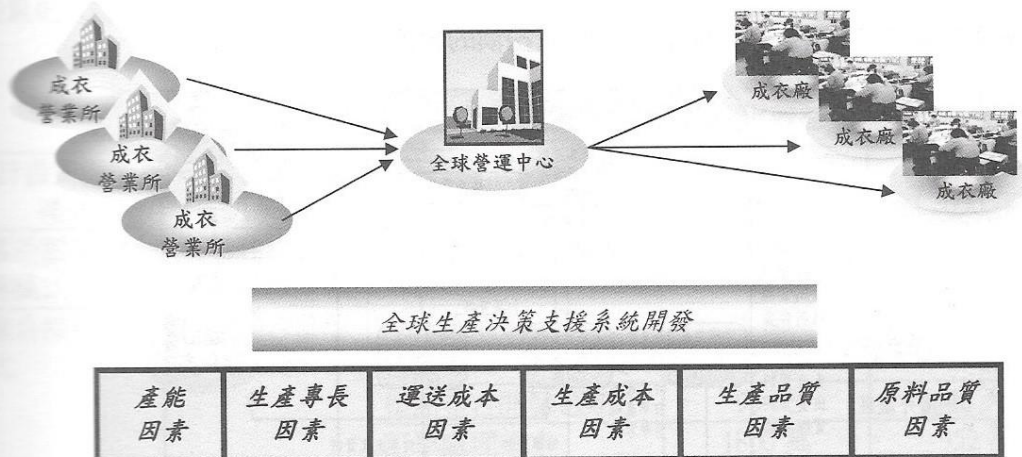 成衣
營業所
成衣
營業所
成衣
營業所
全球營運中心
成衣廠
成衣廠
成衣廠
全球生產決策支援系統開發
產能
因素
生產專長
因素
運送成本
因素
生產成本
因素
生產品質
因素
原料品質
因素